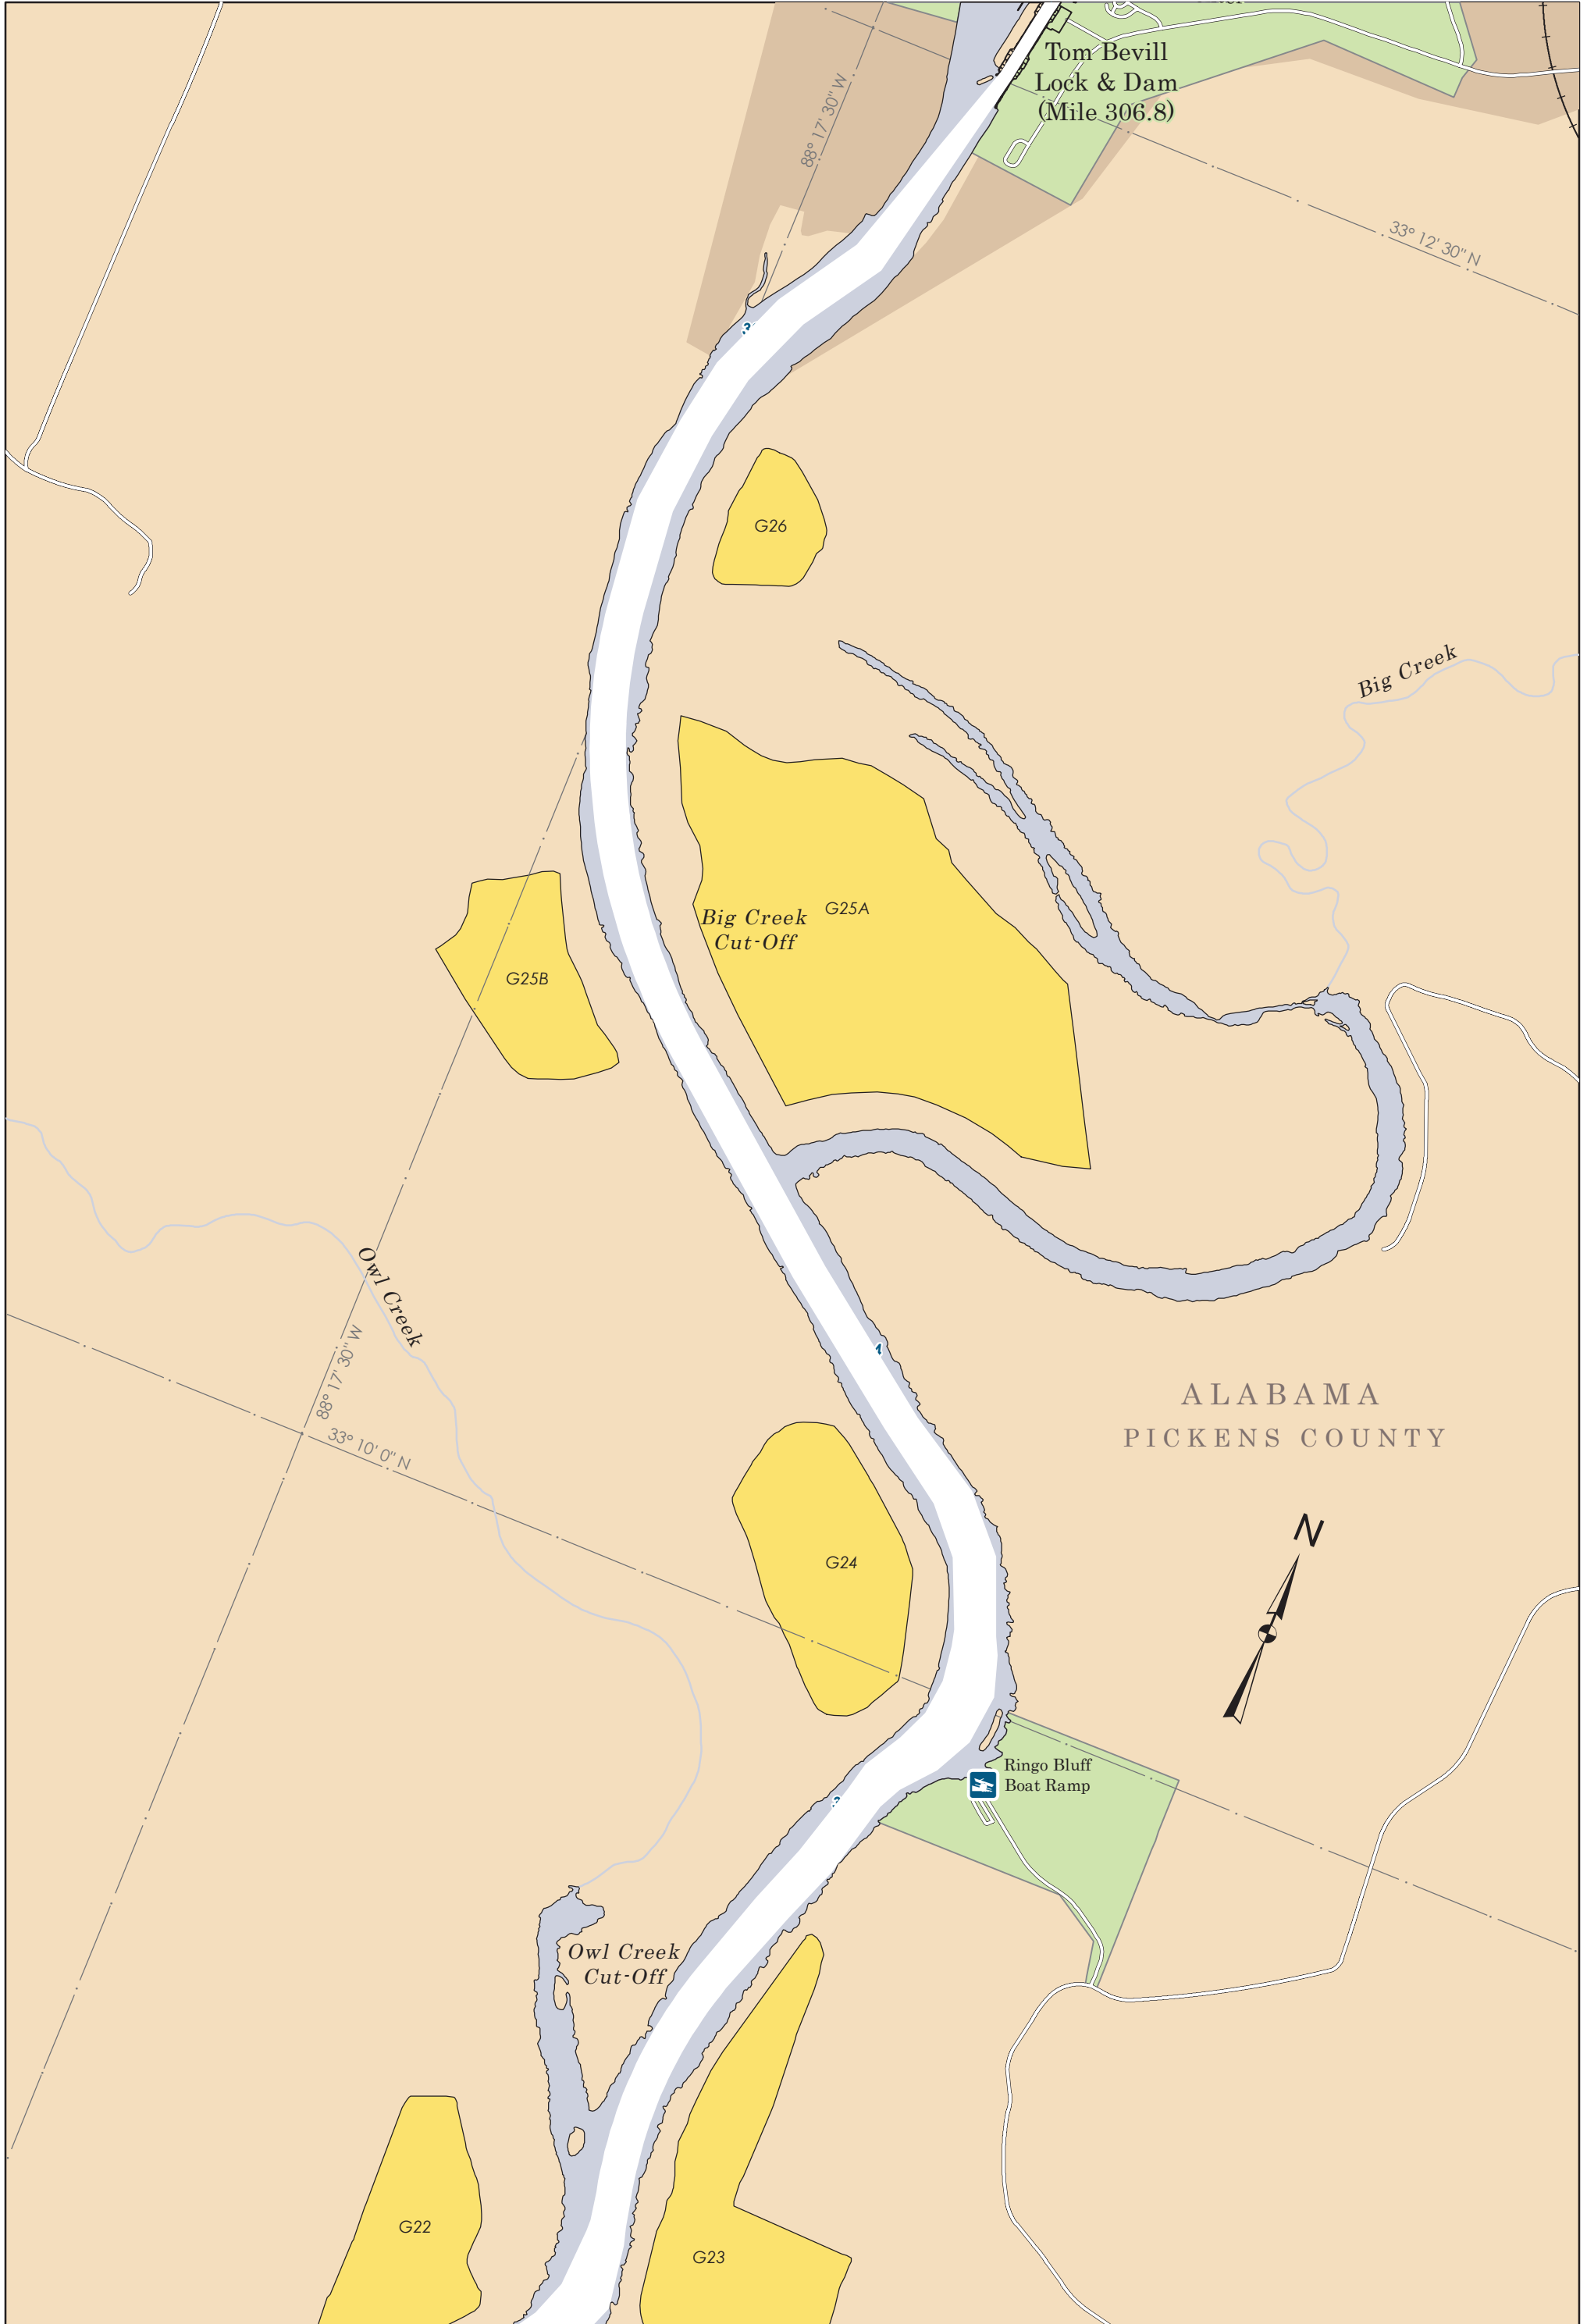 Tom Bevill
Lock & Dam
(Mile 306.8)
88° 17' 30" W
33° 12' 30" N
G26
Big Creek
G25A
Big Creek
Cut-Off
G25B
Owl Creek
88° 17' 30" W
33° 10' 0" N
ALABAMA
PICKENS COUNTY
N
G24
Ringo Bluff
Boat Ramp
Owl Creek
Cut-Off
G22
G23